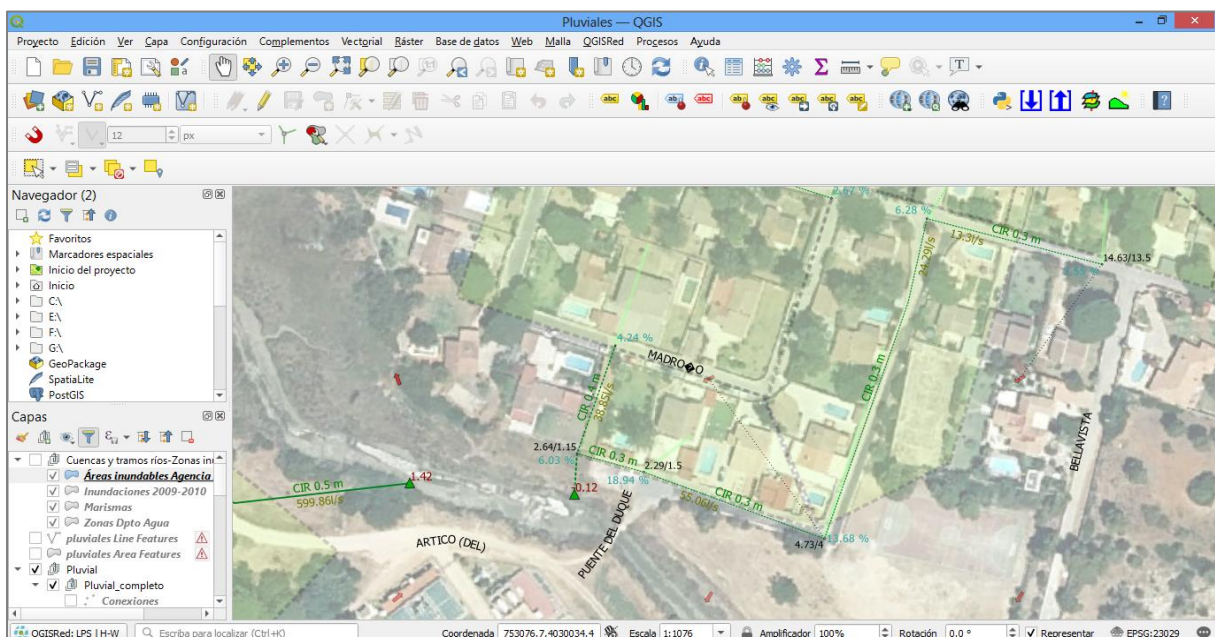 Pluviales — QGIS
Proyecto Edición Ver Capa Configuración Complementos Vectorial Ráster Base de datos Web Malla QGISRed Procesos Ayuda
12 px
Navegador (2)
Favoritos
Marcadores espaciales
Inicio del proyecto
Inicio
C:\
E:\
F:\
G:\
GeoPackage
SpatiaLite
PostGIS
Capas
Cuencas y tramos ríos-Zonas in
Áreas inundables Agencia
Inundaciones 2009-2010
Marismas
Zonas Dpto Agua
pluviales Line Features
pluviales Area Features
Pluvial
Pluvial_completo
Conexiones
6.28 %
CIR 0.3 m
13.3l/s
24.29l/s
14.63/13.5
4.24 %
MADRO�O
CIR 0.4 m
38.85l/s
CIR 0.3 m
BELLAVISTA
2.64/1.15
6.03 %
CIR 0.3 m
2.29/1.5
18.94 %
CIR 0.3 m
55.06l/s
1.42
CIR 0.5 m
599.86l/s
-0.12
PUENTE DEL DUQUE
ARTICO (DEL)
4.73/4
13.68 %
QGISRed: LPS | H-W
Escriba para localizar (Ctrl+K)
Coordenada 753076.7,4030034.4 Escala 1:1076 Amplificador 100% Rotación 0.0 ° Representar EPSG:23029